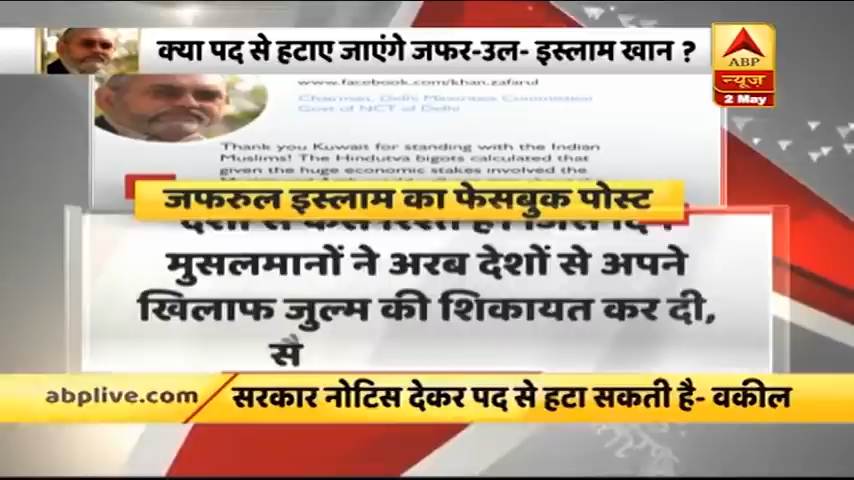 क्या पद से हटाए जाएंगे जफर-उल- इस्लाम खान ?
ABP
न्यूज़
2 May
www.facebook.com/khan.zafarul
Chairman, Delhi Minorities Commission
Govt of NCT of Delhi
Thank you Kuwait for standing with the Indian
Muslims! The Hindutva bigots calculated that
given the huge economic stakes involved the
जफरुल इस्लाम का फेसबुक पोस्ट
मुसलमानों ने अरब देशों से अपने
खिलाफ जुल्म की शिकायत कर दी,
सै
abplive.com
सरकार नोटिस देकर पद से हटा सकती है- वकील